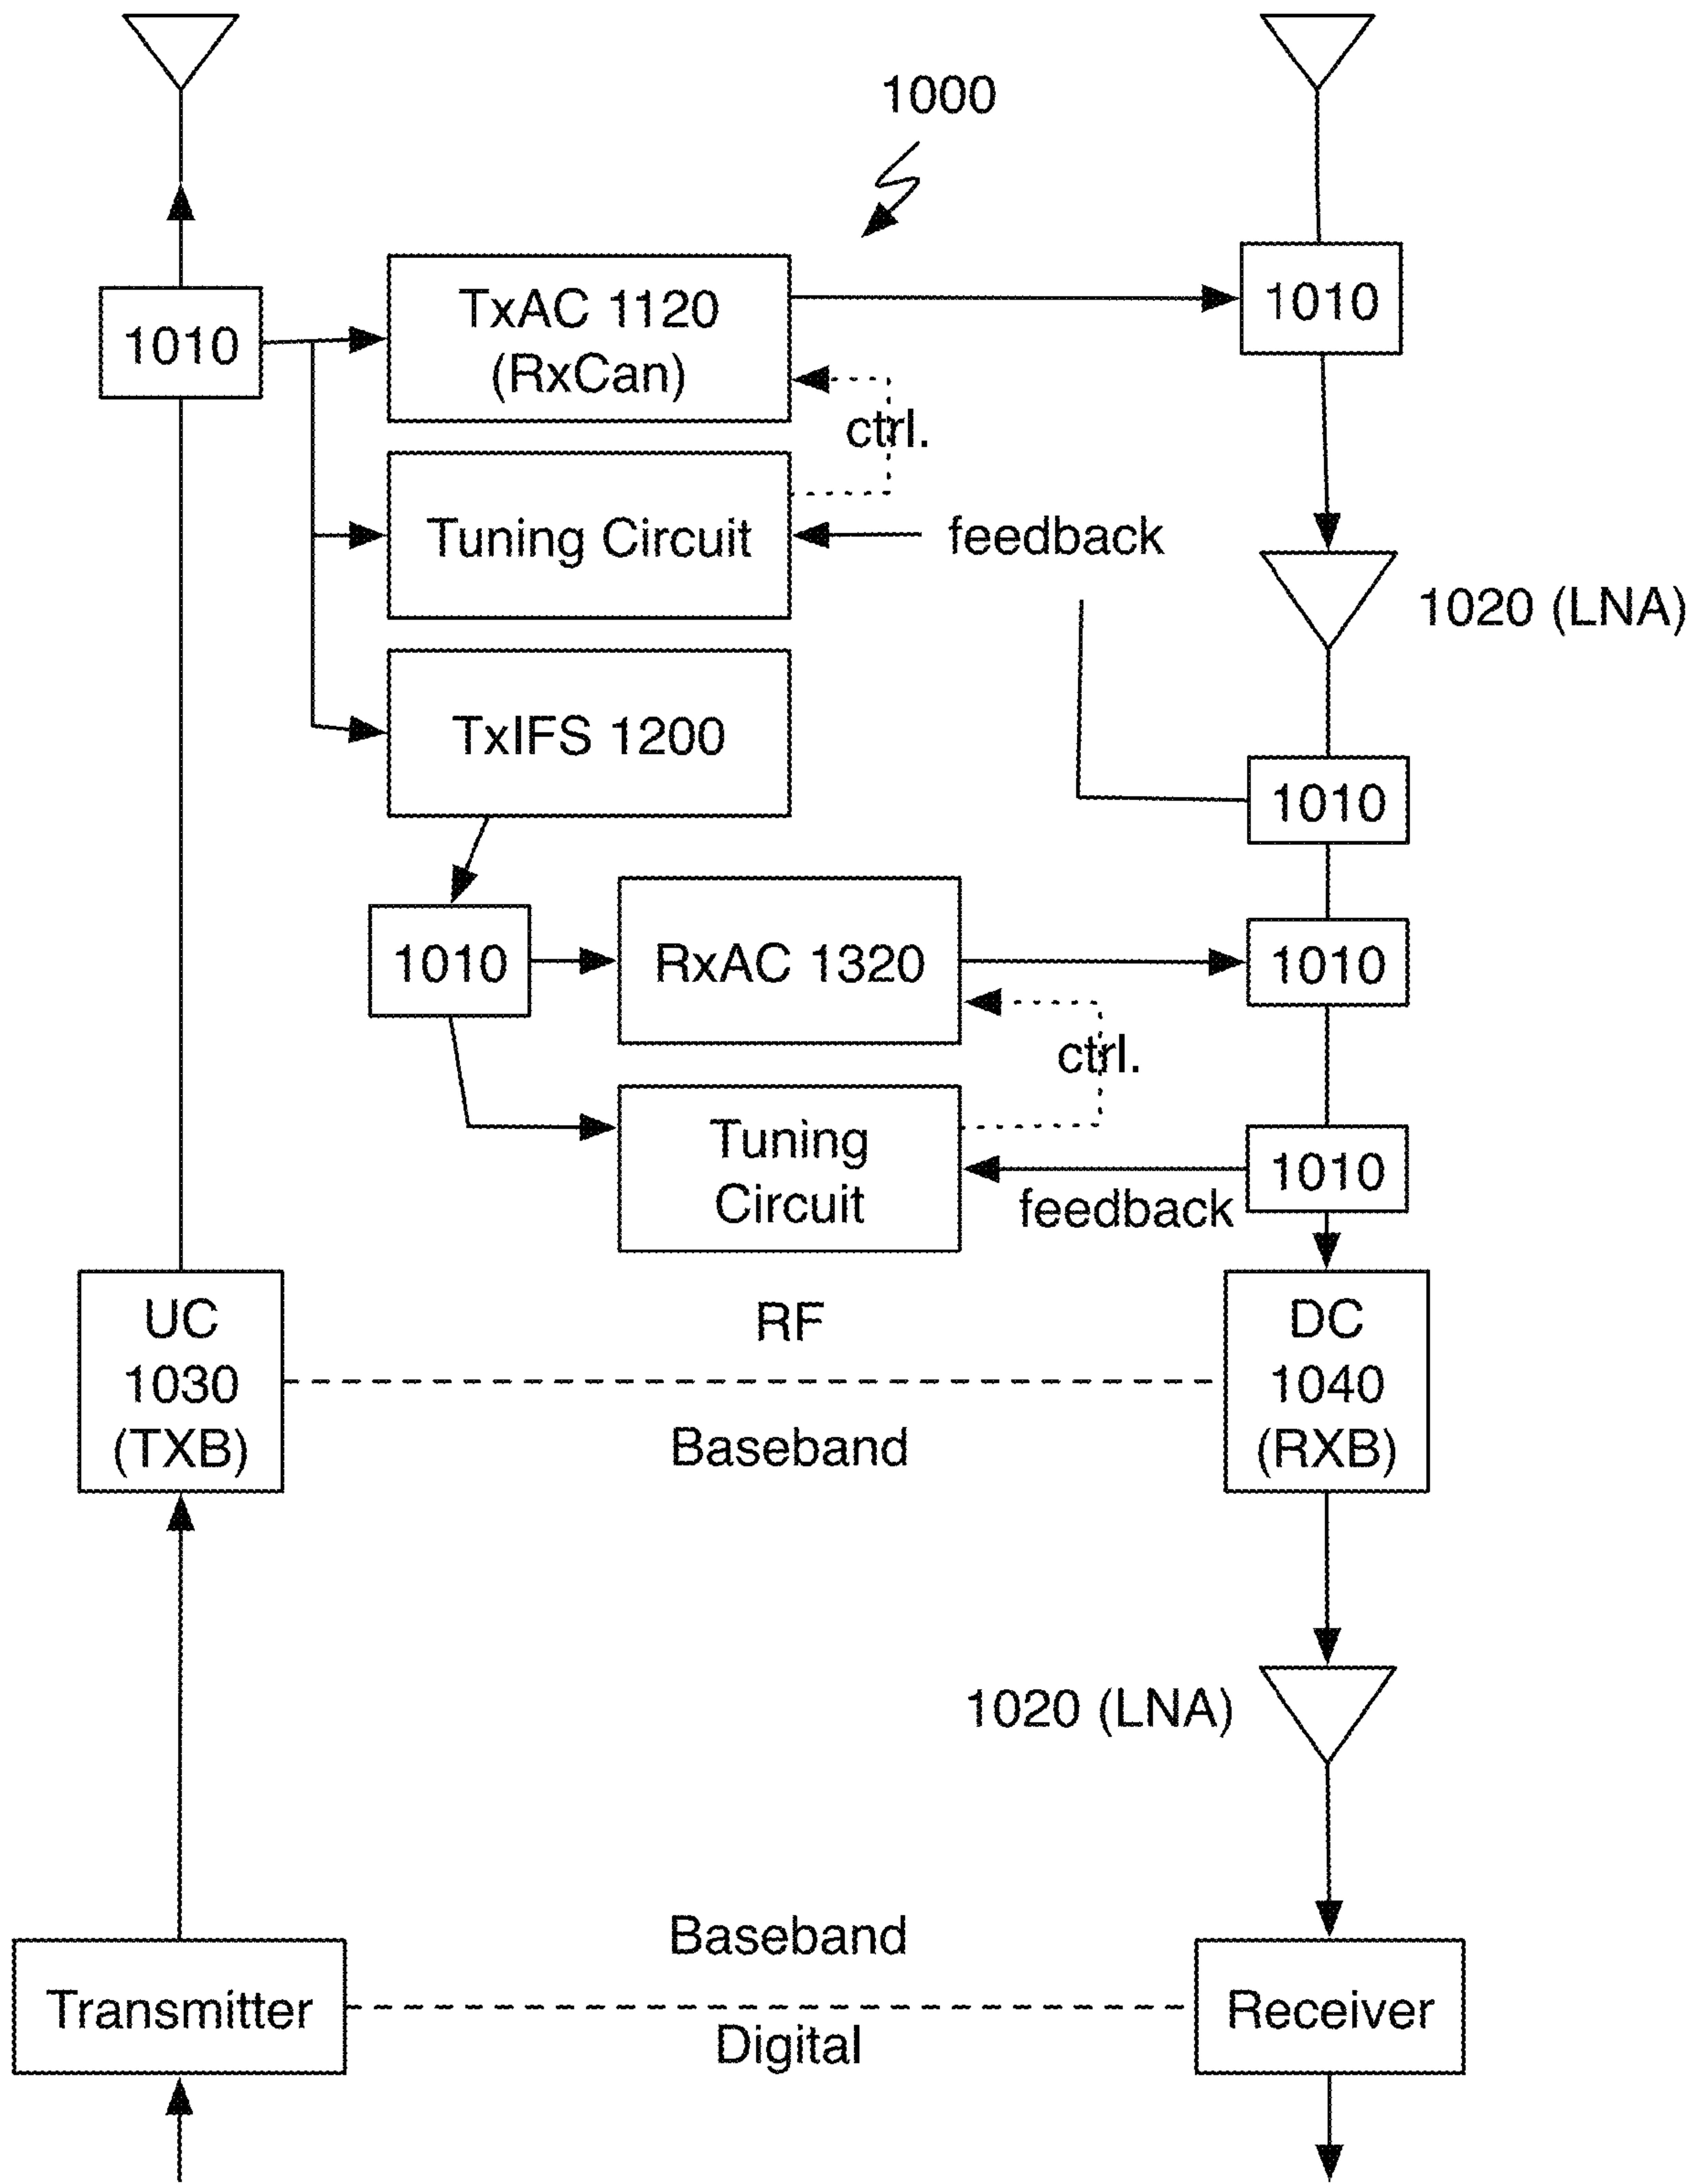 1000
1010
TxAC 1120
(RxCan)
1010
ctrl.
Tuning Circuit
feedback
1020 (LNA)
TxIFS 1200
1010
1010
RxAC 1320
1010
ctrl.
Tuning
Circuit
1010
feedback
UC
1030
(TXB)
RF
Baseband
DC
1040
(RXB)
1020 (LNA)
Transmitter
Baseband
Digital
Receiver